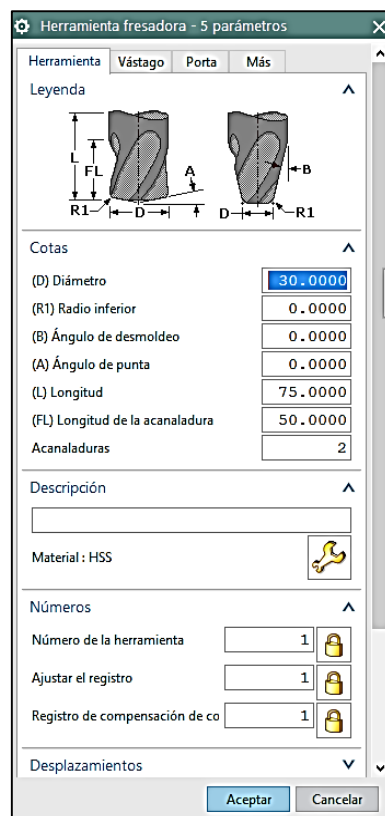 Herramienta fresadora - 5 parámetros
Herramienta Vástago Porta Más
Leyenda
L FL A B
R1 D D R1
Cotas
(D) Diámetro 30.0000
(R1) Radio inferior 0.0000
(B) Ángulo de desmoldeo 0.0000
(A) Ángulo de punta 0.0000
(L) Longitud 75.0000
(FL) Longitud de la acanaladura 50.0000
Acanaladuras 2
Descripción
Material : HSS
Números
Número de la herramienta 1
Ajustar el registro 1
Registro de compensación de co 1
Desplazamientos
Aceptar Cancelar